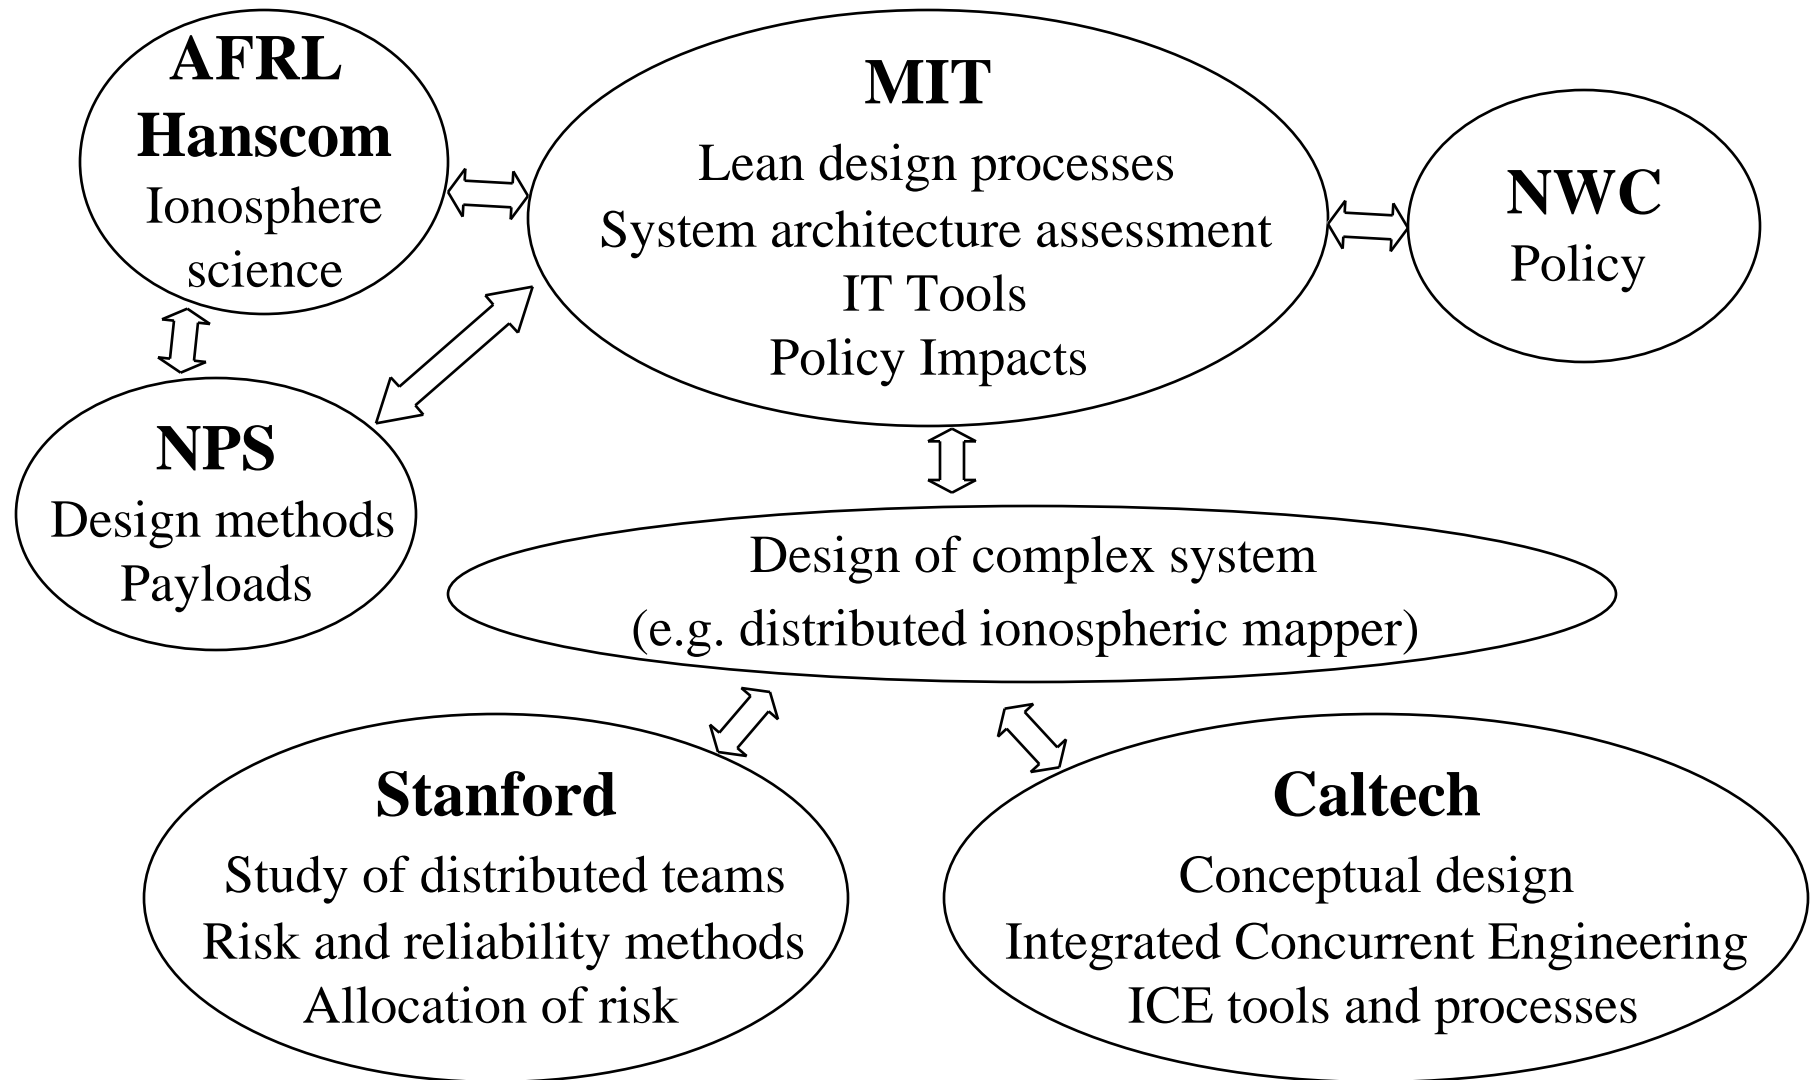 AFRL
Hanscom
Ionosphere
science
MIT
Lean design processes
System architecture assessment
IT Tools
Policy Impacts
NWC
Policy
NPS
Design methods
Payloads
Design of complex system
(e.g. distributed ionospheric mapper)
Stanford
Study of distributed teams
Risk and reliability methods
Allocation of risk
Caltech
Conceptual design
Integrated Concurrent Engineering
ICE tools and processes